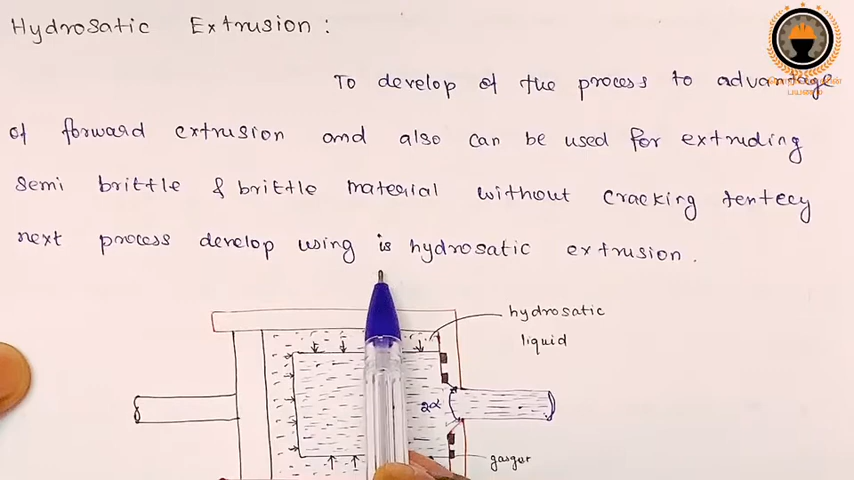 Hydrosatic Extrusion :
To develop of the process to advantage
of forward extrusion and also can be used for extruding
semi brittle & brittle material without cracking tentecy
next process develop using is hydrosatic extrusion .
hydrosatic
liquid
2α
gasget